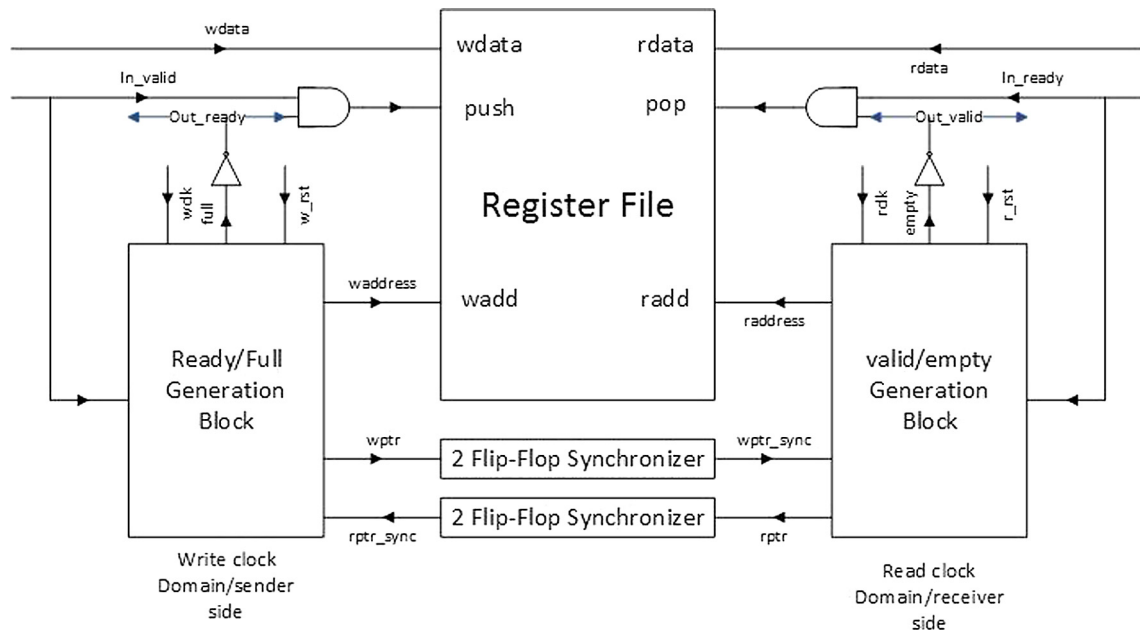 wdata
wdata
rdata
rdata
In_valid
In_ready
Out_ready
push
pop
Out_valid
wclk
full
w_rst
Register File
rclk
empty
r_rst
waddress
wadd
radd
raddress
Ready/Full
Generation
Block
valid/empty
Generation
Block
wptr
2 Flip-Flop Synchronizer
wptr_sync
rptr_sync
2 Flip-Flop Synchronizer
rptr
Write clock
Domain/sender
side
Read clock
Domain/receiver
side